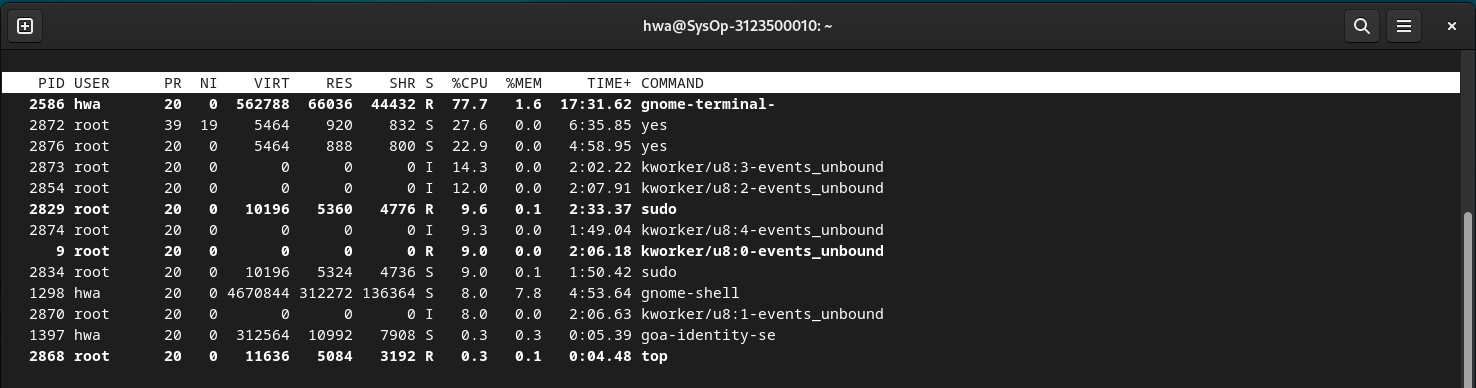 hwa@SysOp-3123500010: ~
PID USER PR NI VIRT RES SHR S %CPU %MEM TIME+ COMMAND
2586 hwa 20 0 562788 66036 44432 R 77.7 1.6 17:31.62 gnome-terminal-
2872 root 39 19 5464 920 832 S 27.6 0.0 6:35.85 yes
2876 root 20 0 5464 888 800 S 22.9 0.0 4:58.95 yes
2873 root 20 0 0 0 0 I 14.3 0.0 2:02.22 kworker/u8:3-events_unbound
2854 root 20 0 0 0 0 I 12.0 0.0 2:07.91 kworker/u8:2-events_unbound
2829 root 20 0 10196 5360 4776 R 9.6 0.1 2:33.37 sudo
2874 root 20 0 0 0 0 I 9.3 0.0 1:49.04 kworker/u8:4-events_unbound
9 root 20 0 0 0 0 R 9.0 0.0 2:06.18 kworker/u8:0-events_unbound
2834 root 20 0 10196 5324 4736 S 9.0 0.1 1:50.42 sudo
1298 hwa 20 0 4670844 312272 136364 S 8.0 7.8 4:53.64 gnome-shell
2870 root 20 0 0 0 0 I 8.0 0.0 2:06.63 kworker/u8:1-events_unbound
1397 hwa 20 0 312564 10992 7908 S 0.3 0.3 0:05.39 goa-identity-se
2868 root 20 0 11636 5084 3192 R 0.3 0.1 0:04.48 top